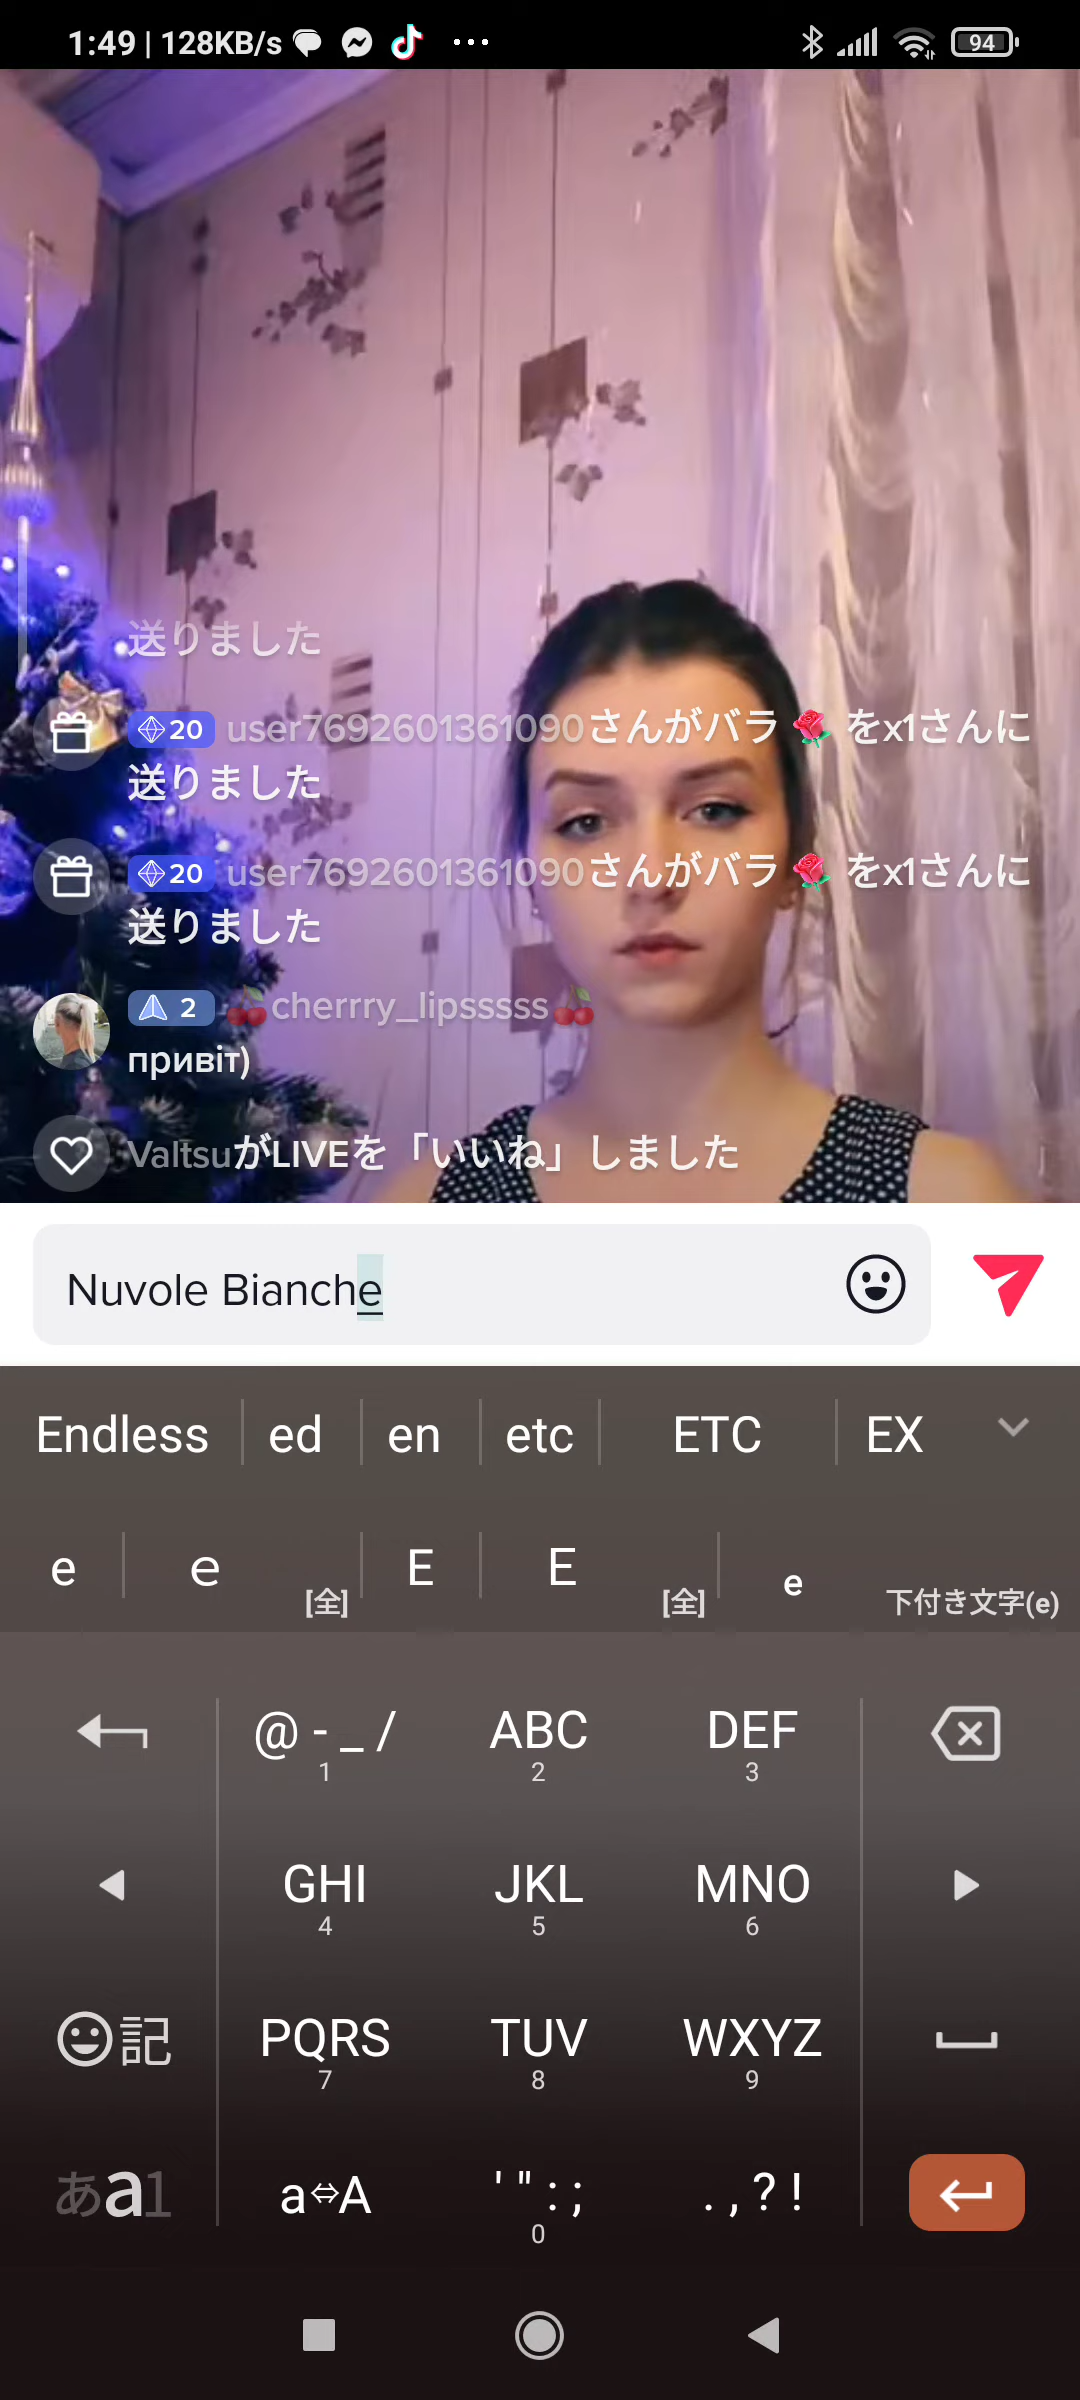 1:49 | 128KB/s
94
送りました
20 user7692601361090さんがバラ 🌹 をx1さんに
送りました
20 user7692601361090さんがバラ 🌹 をx1さんに
送りました
2 🍒cherrry_lipsssss🍒
привіт)
ValtsuがLIVEを「いいね」しました
Nuvole Bianche
Endless ed en etc ETC EX
e e [全] E E [全] e 下付き文字(e)
@ - _ / ABC DEF
1 2 3
GHI JKL MNO
4 5 6
記 PQRS TUV WXYZ
7 8 9
あa1 a⇔A ' " : ; . , ? !
0